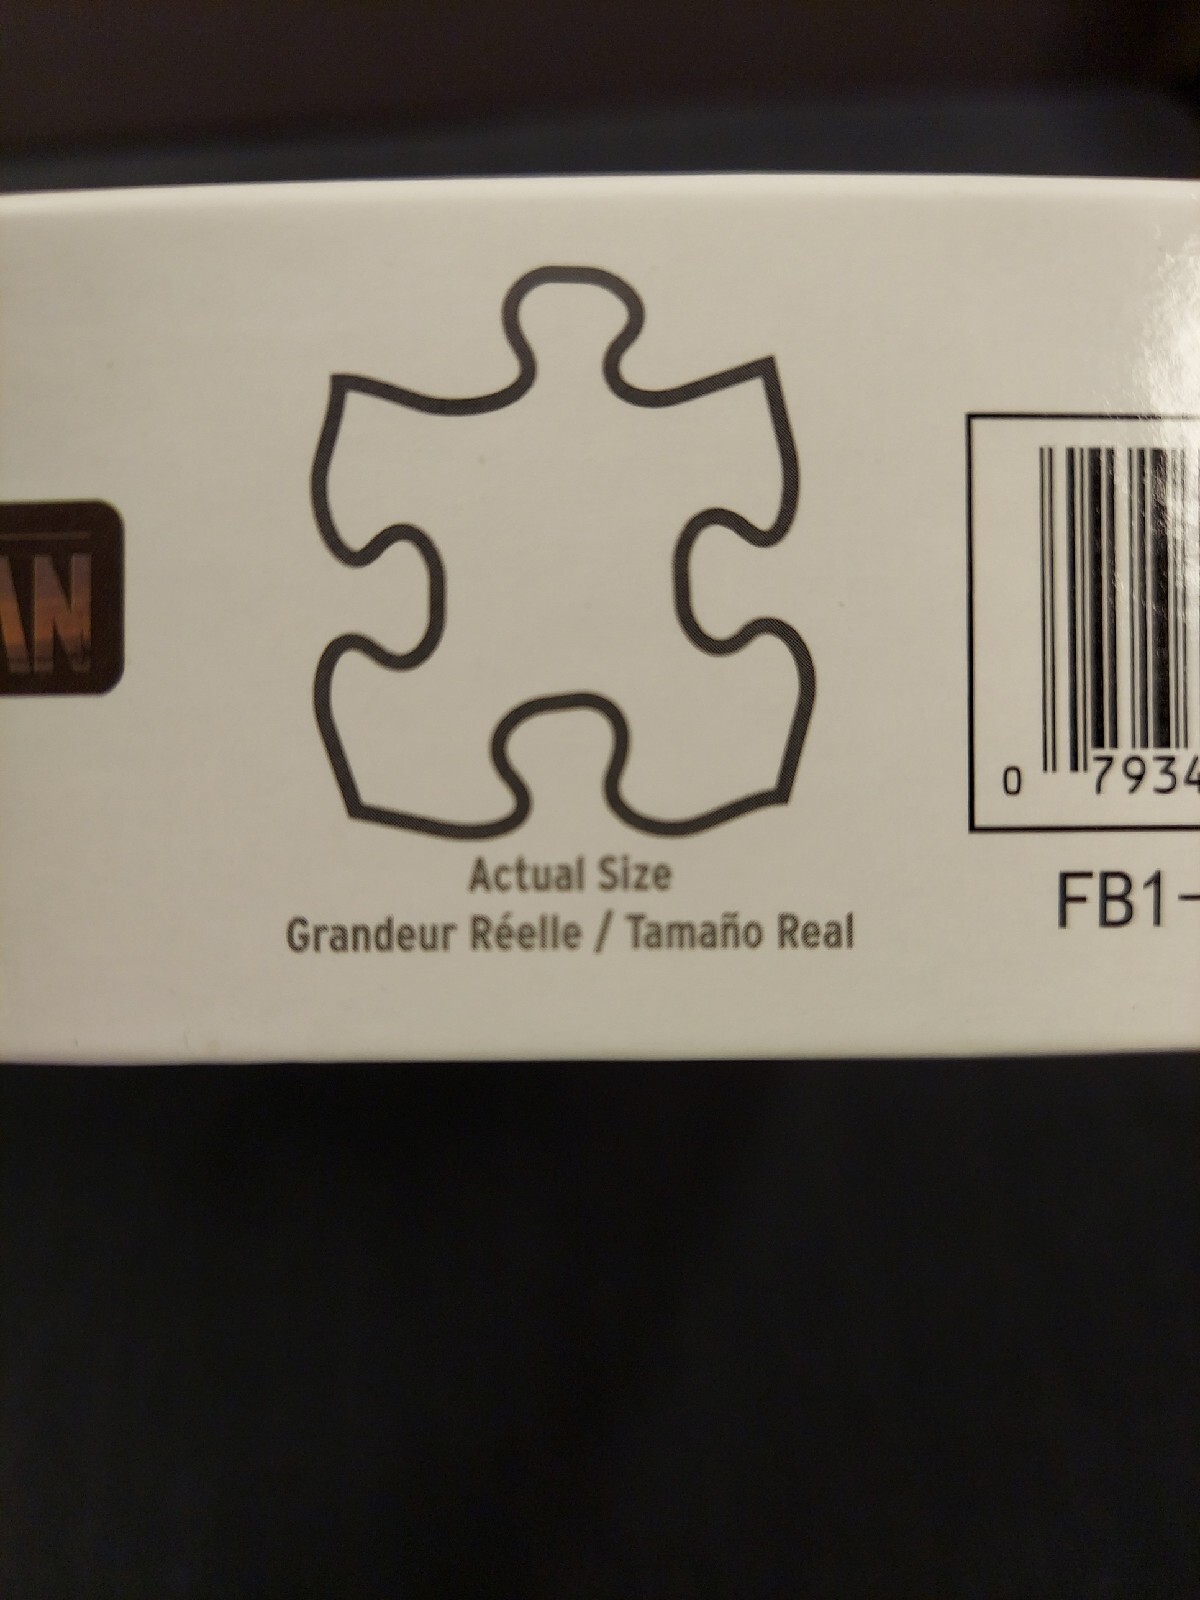 AN
Actual Size
Grandeur Réelle / Tamaño Real
0 7934
FB1-